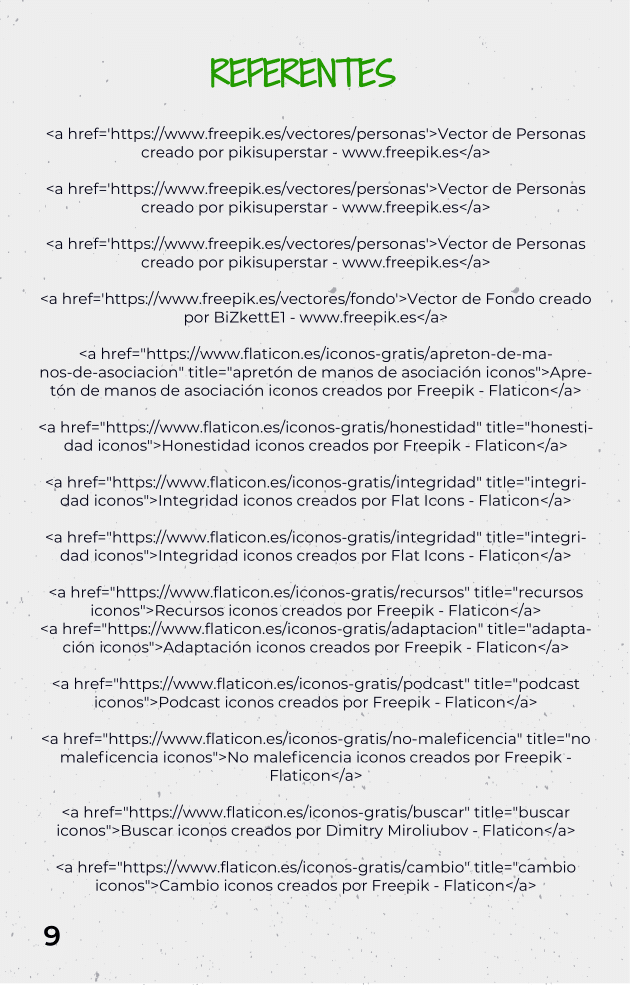 REFERENTES
<a href='https://www.freepik.es/vectores/personas'>Vector de Personas
creado por pikisuperstar - www.freepik.es</a>
<a href='https://www.freepik.es/vectores/personas'>Vector de Personas
creado por pikisuperstar - www.freepik.es</a>
<a href='https://www.freepik.es/vectores/personas'>Vector de Personas
creado por pikisuperstar - www.freepik.es</a>
<a href='https://www.freepik.es/vectores/fondo'>Vector de Fondo creado
por BiZkettE1 - www.freepik.es</a>
<a href="https://www.flaticon.es/iconos-gratis/apreton-de-ma-
nos-de-asociacion" title="apretón de manos de asociación iconos">Apre-
tón de manos de asociación iconos creados por Freepik - Flaticon</a>
<a href="https://www.flaticon.es/iconos-gratis/honestidad" title="honesti-
dad iconos">Honestidad iconos creados por Freepik - Flaticon</a>
<a href="https://www.flaticon.es/iconos-gratis/integridad" title="integri-
dad iconos">Integridad iconos creados por Flat Icons - Flaticon</a>
<a href="https://www.flaticon.es/iconos-gratis/integridad" title="integri-
dad iconos">Integridad iconos creados por Flat Icons - Flaticon</a>
<a href="https://www.flaticon.es/iconos-gratis/recursos" title="recursos
iconos">Recursos iconos creados por Freepik - Flaticon</a>
<a href="https://www.flaticon.es/iconos-gratis/adaptacion" title="adapta-
ción iconos">Adaptación iconos creados por Freepik - Flaticon</a>
<a href="https://www.flaticon.es/iconos-gratis/podcast" title="podcast
iconos">Podcast iconos creados por Freepik - Flaticon</a>
<a href="https://www.flaticon.es/iconos-gratis/no-maleficencia" title="no
maleficencia iconos">No maleficencia iconos creados por Freepik -
Flaticon</a>
<a href="https://www.flaticon.es/iconos-gratis/buscar" title="buscar
iconos">Buscar iconos creados por Dimitry Miroliubov - Flaticon</a>
<a href="https://www.flaticon.es/iconos-gratis/cambio" title="cambio
iconos">Cambio iconos creados por Freepik - Flaticon</a>
9